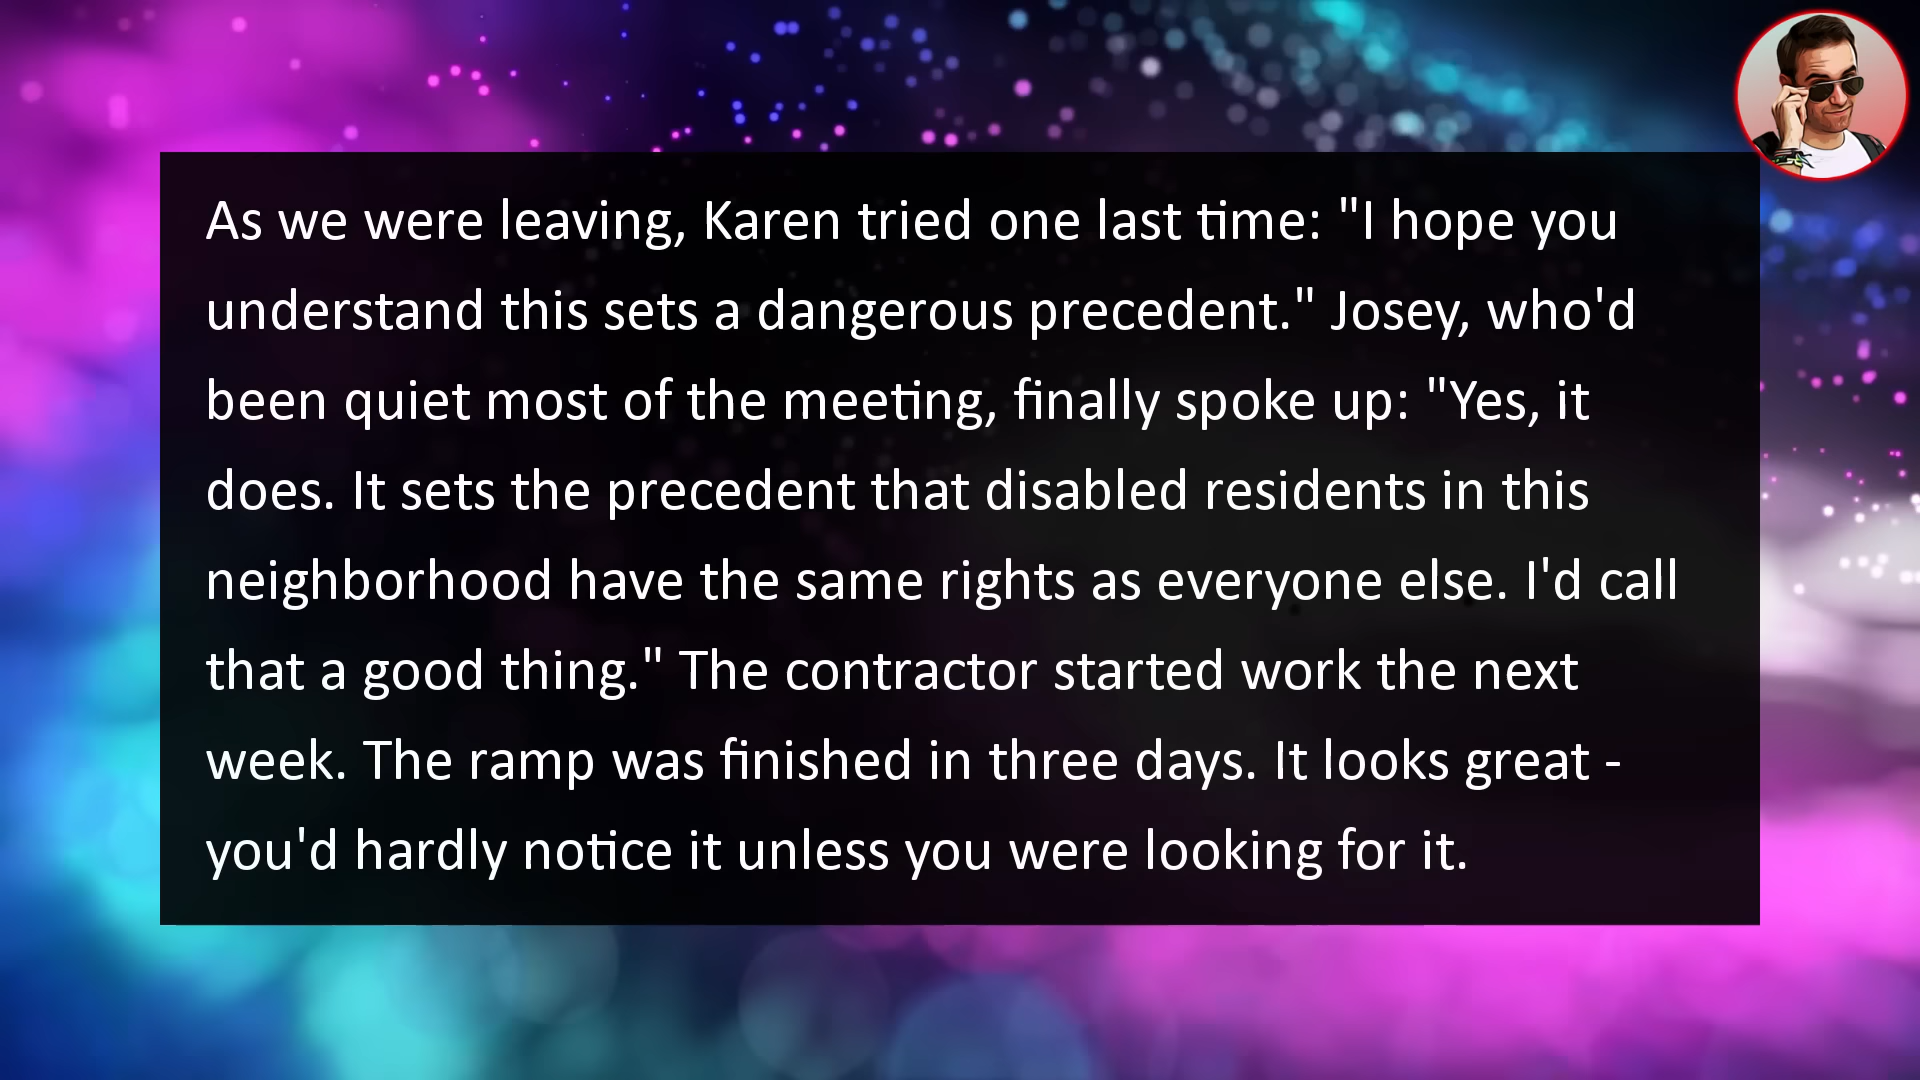 As we were leaving, Karen tried one last time: "I hope you
understand this sets a dangerous precedent." Josey, who'd
been quiet most of the meeting, finally spoke up: "Yes, it
does. It sets the precedent that disabled residents in this
neighborhood have the same rights as everyone else. I'd call
that a good thing." The contractor started work the next
week. The ramp was finished in three days. It looks great -
you'd hardly notice it unless you were looking for it.